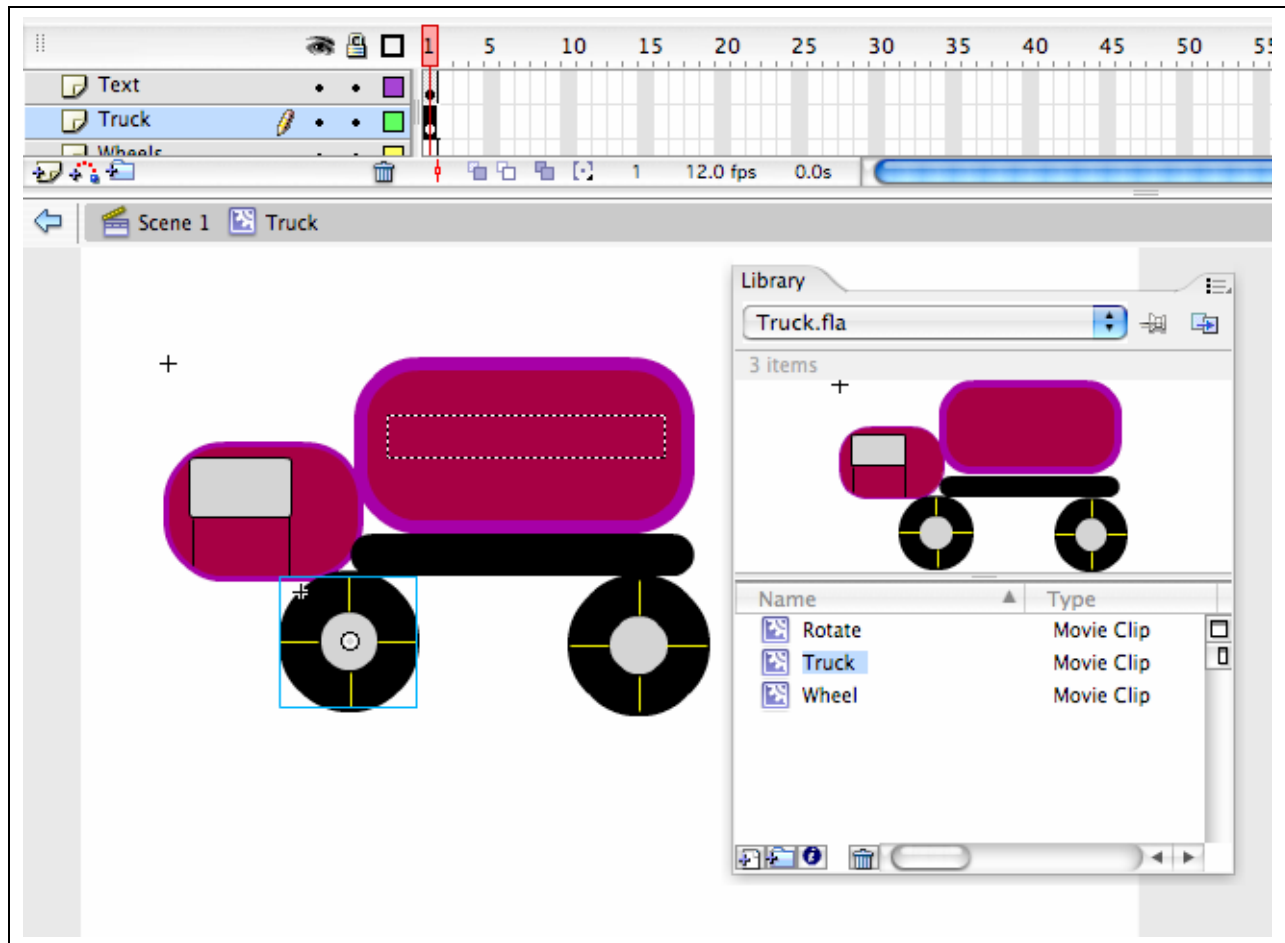 1 5 10 15 20 25 30 35 40 45 50 55
Text
Truck
Wheels
1 12.0 fps 0.0s
Scene 1 Truck
Library
Truck.fla
3 items
Name Type
Rotate Movie Clip
Truck Movie Clip
Wheel Movie Clip